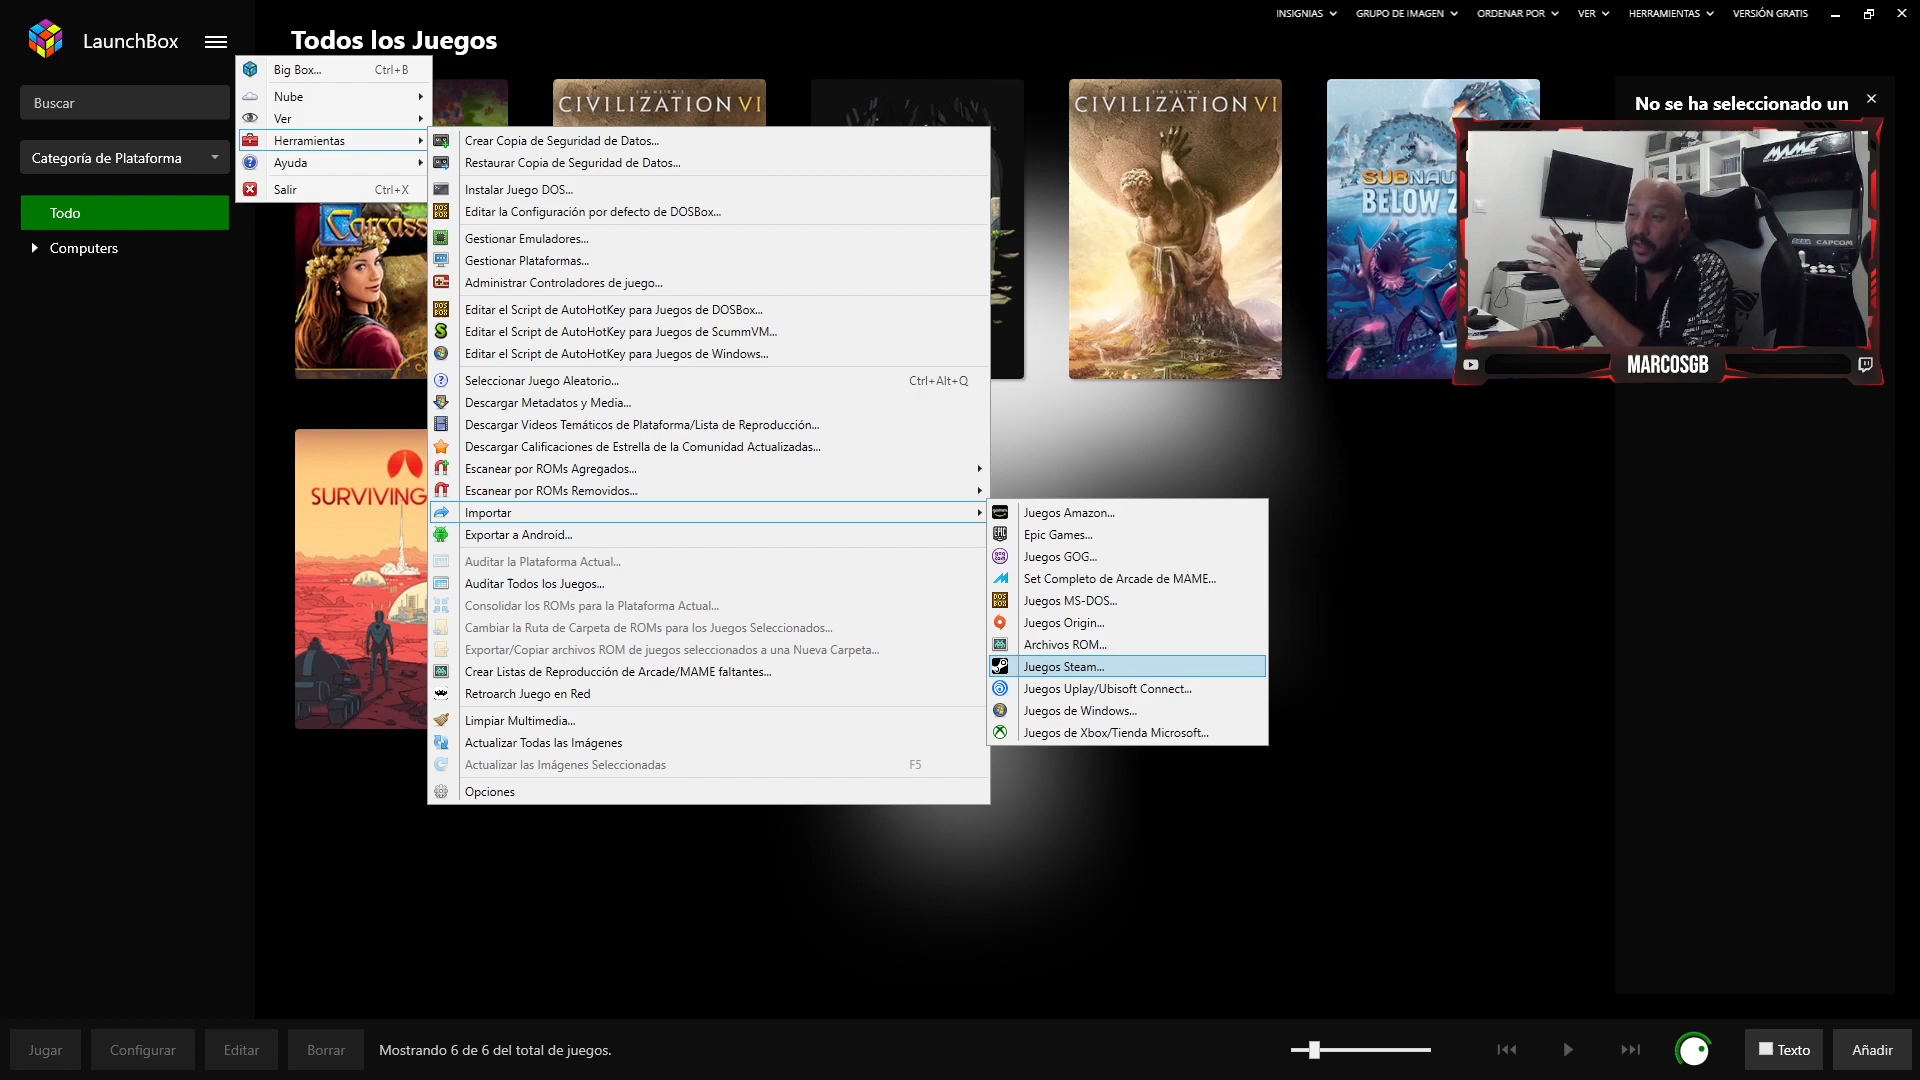 INSIGNIAS
GRUPO DE IMAGEN
ORDENAR POR
VER
HERRAMIENTAS
VERSIÓN GRATIS
LaunchBox
Todos los Juegos
Buscar
Categoría de Plataforma
Todo
Computers
Big Box... Ctrl+B
Nube
Ver
Herramientas
Ayuda
Salir Ctrl+X
Crear Copia de Seguridad de Datos...
Restaurar Copia de Seguridad de Datos...
Instalar Juego DOS...
Editar la Configuración por defecto de DOSBox...
Gestionar Emuladores...
Gestionar Plataformas...
Administrar Controladores de juego...
Editar el Script de AutoHotKey para Juegos de DOSBox...
Editar el Script de AutoHotKey para Juegos de ScummVM...
Editar el Script de AutoHotKey para Juegos de Windows...
Seleccionar Juego Aleatorio... Ctrl+Alt+Q
Descargar Metadatos y Media...
Descargar Videos Temáticos de Plataforma/Lista de Reproducción...
Descargar Calificaciones de Estrella de la Comunidad Actualizadas...
Escanear por ROMs Agregados...
Escanear por ROMs Removidos...
Importar
Exportar a Android...
Auditar la Plataforma Actual...
Auditar Todos los Juegos...
Consolidar los ROMs para la Plataforma Actual...
Cambiar la Ruta de Carpeta de ROMs para los Juegos Seleccionados...
Exportar/Copiar archivos ROM de juegos seleccionados a una Nueva Carpeta...
Crear Listas de Reproducción de Arcade/MAME faltantes...
Retroarch Juego en Red
Limpiar Multimedia...
Actualizar Todas las Imágenes
Actualizar las Imágenes Seleccionadas F5
Opciones
Juegos Amazon...
Epic Games...
Juegos GOG...
Set Completo de Arcade de MAME...
Juegos MS-DOS...
Juegos Origin...
Archivos ROM...
Juegos Steam...
Juegos Uplay/Ubisoft Connect...
Juegos de Windows...
Juegos de Xbox/Tienda Microsoft...
SID MEIER'S
CIVILIZATION VI
SID MEIER'S
CIVILIZATION VI
SUBNAU
BELOW Z
Carcass
SURVIVING
No se ha seleccionado un
MAME
SEGA CAPCOM
MARCOSGB
Jugar
Configurar
Editar
Borrar
Mostrando 6 de 6 del total de juegos.
Texto
Añadir